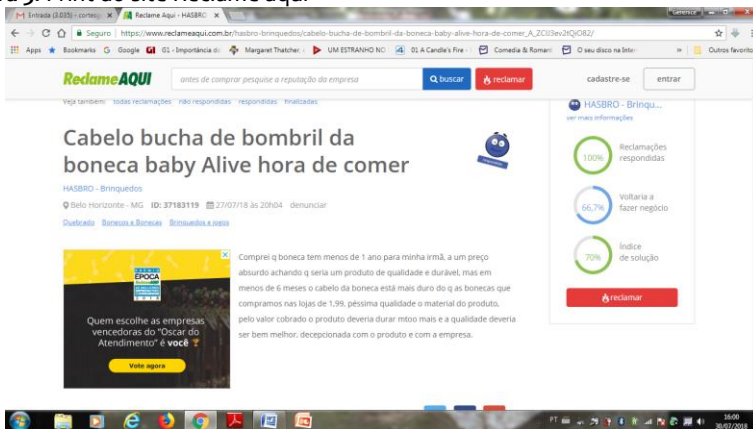 M Entrada (3.035) - cortesc
Reclame Aqui - HASBRO
Seguro | https://www.reclameaqui.com.br/hasbro-brinquedos/cabelo-bucha-de-bombril-da-boneca-baby-alive-hora-de-comer_A_ZCU3ev2tQiO82/
Apps Bookmarks G Google 01 - Importância d Margaret Thatcher, UM ESTRANHO NO 01 A Candle's Fire - Comedia & Roman O seu disco na Inter » Outros favoritos
ReclameAQUI antes de comprar pesquise a reputação da empresa buscar reclamar cadastre-se entrar
Veja também: todas reclamações não respondidas respondidas finalizadas
Cabelo bucha de bombril da
boneca baby Alive hora de comer
HASBRO - Brinquedos
Belo Horizonte - MG ID: 37183119 27/07/18 às 20h04 denunciar
Quebrado Bonecos e Bonecas Brinquedos e jogos
HASBRO - Brinqu...
ver mais informações
100% Reclamações
respondidas
66,7% Voltaria a
fazer negócio
70% Índice
de solução
reclamar
PRÊMIO
ÉPOCA
Quem escolhe as empresas
vencedoras do "Oscar do
Atendimento" é você
Vote agora
Comprei q boneca tem menos de 1 ano para minha irmã, a um preço
absurdo achando q seria um produto de qualidade e durável, mas em
menos de 6 meses o cabelo da boneca está mais duro do q as bonecas que
compramos nas lojas de 1,99, péssima qualidade o material do produto,
pelo valor cobrado o produto deveria durar mtoo mais e a qualidade deveria
ser bem melhor, decepcionada com o produto e com a empresa.
PT 16:00
30/07/2018